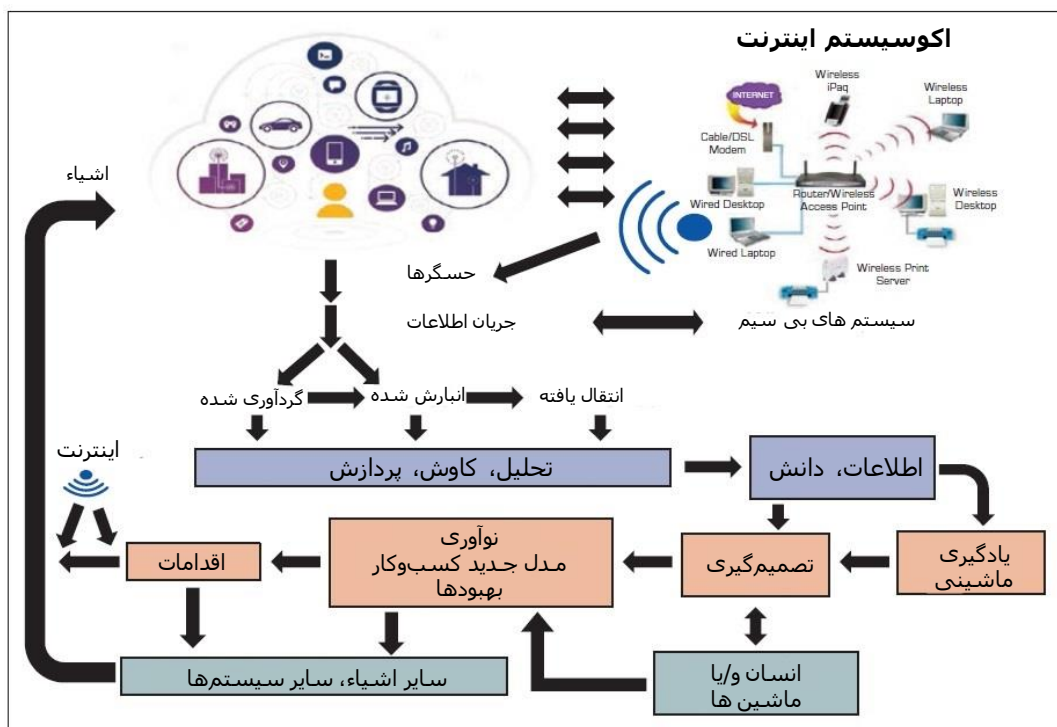 اکوسیستم اینترنت
Wireless
iPaq
Wireless
Laptop
INTERNET
Cable/DSL
Modem
Wired Desktop
Router/Wireless
Access Point
Wireless
Desktop
Wired Laptop
Wireless Print
Server
اشیاء
حسگرها
جریان اطلاعات
سیستم های بی سیم
گردآوری شده
انبارش شده
انتقال یافته
اینترنت
تحلیل، کاوش، پردازش
اطلاعات، دانش
نوآوری
مدل جدید کسب‌وکار
بهبودها
اقدامات
تصمیم‌گیری
یادگیری
ماشینی
سایر اشیاء، سایر سیستم‌ها
انسان و/یا
ماشین ها